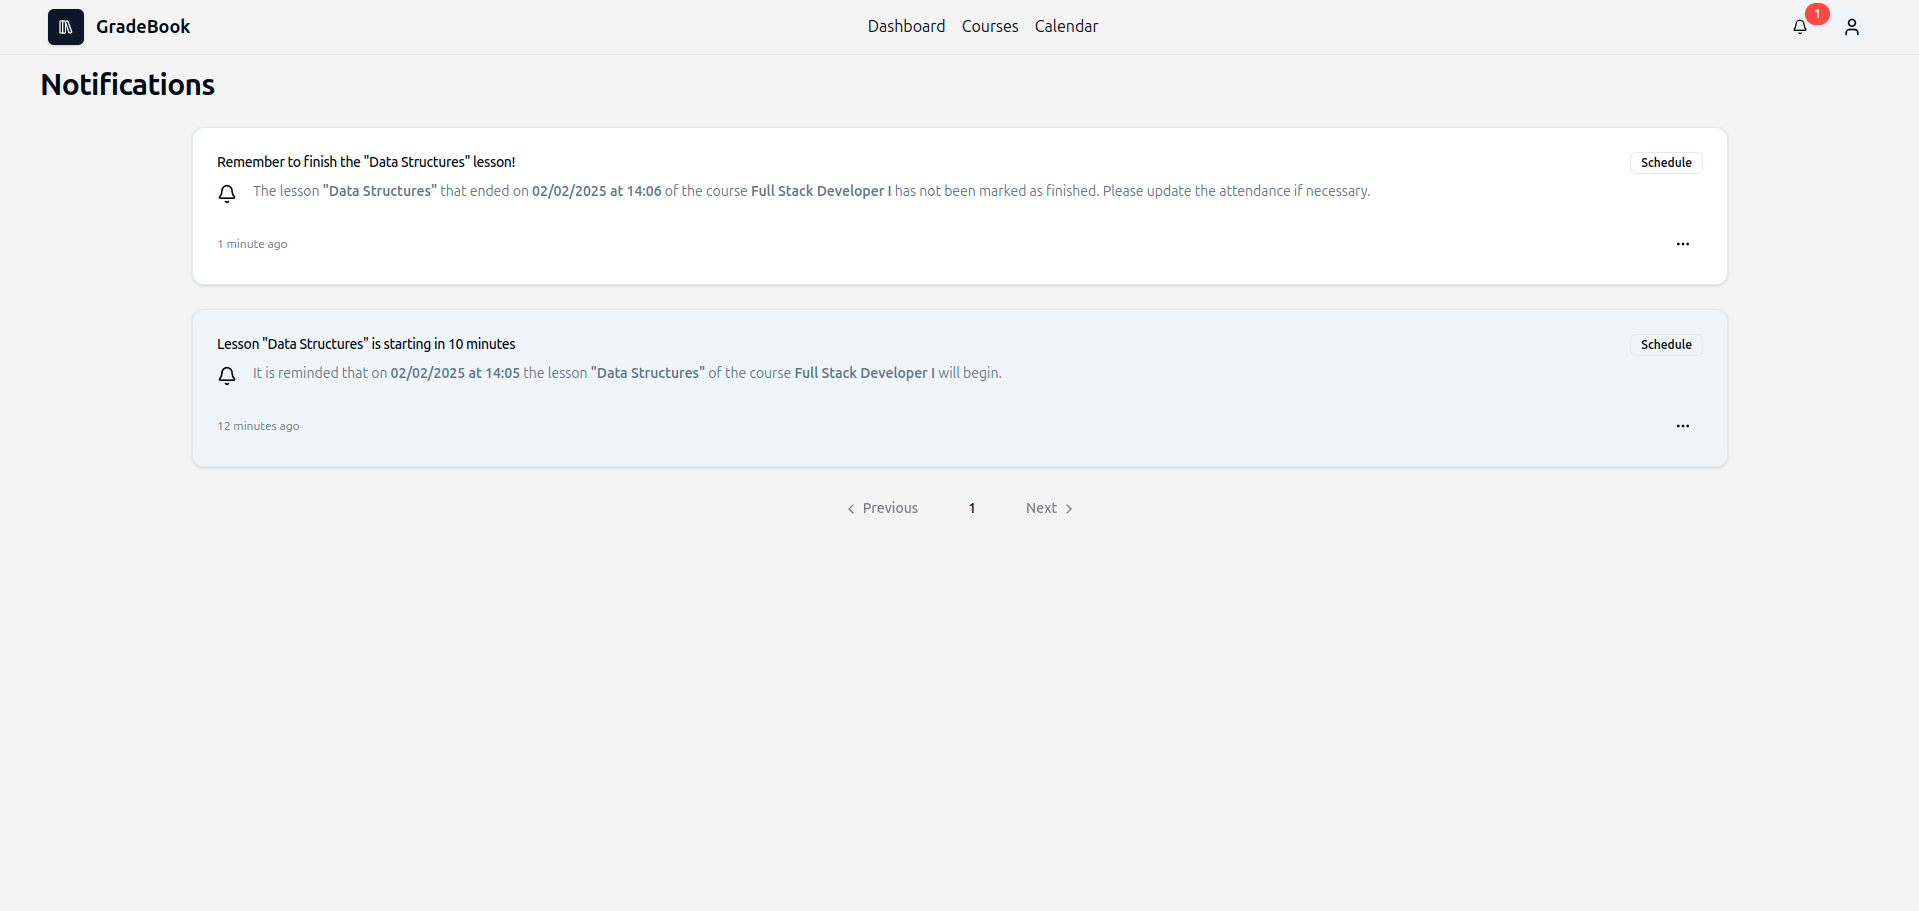 GradeBook
Dashboard Courses Calendar
1
Notifications
Remember to finish the "Data Structures" lesson!
Schedule
The lesson "Data Structures" that ended on 02/02/2025 at 14:06 of the course Full Stack Developer I has not been marked as finished. Please update the attendance if necessary.
1 minute ago
Lesson "Data Structures" is starting in 10 minutes
Schedule
It is reminded that on 02/02/2025 at 14:05 the lesson "Data Structures" of the course Full Stack Developer I will begin.
12 minutes ago
Previous 1 Next